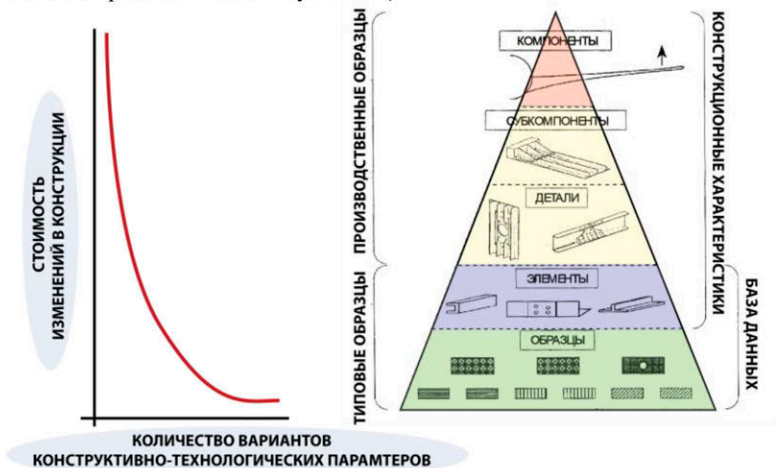 СТОИМОСТЬ
ИЗМЕНЕНИЙ В КОНСТРУКЦИИ
КОЛИЧЕСТВО ВАРИАНТОВ
КОНСТРУКТИВНО-ТЕХНОЛОГИЧЕСКИХ ПАРАМТЕРОВ
ПРОИЗВОДСТВЕННЫЕ ОБРАЗЦЫ
ТИПОВЫЕ ОБРАЗЦЫ
КОМПОНЕНТЫ
СУБКОМПОНЕНТЫ
ДЕТАЛИ
ЭЛЕМЕНТЫ
ОБРАЗЦЫ
КОНСТРУКЦИОННЫЕ ХАРАКТЕРИСТИКИ
БАЗА ДАННЫХ